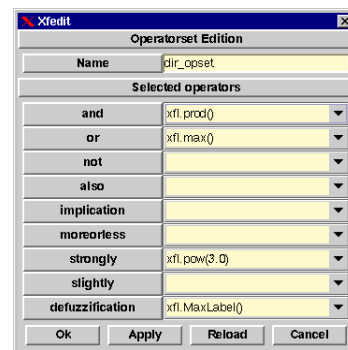 Xfedit
Operatorset Edition
Name dir_opset
Selected operators
and xfl.prod()
or xfl.max()
not
also
implication
moreorless
strongly xfl.pow(3.0)
slightly
defuzzification xfl.MaxLabel()
Ok Apply Reload Cancel